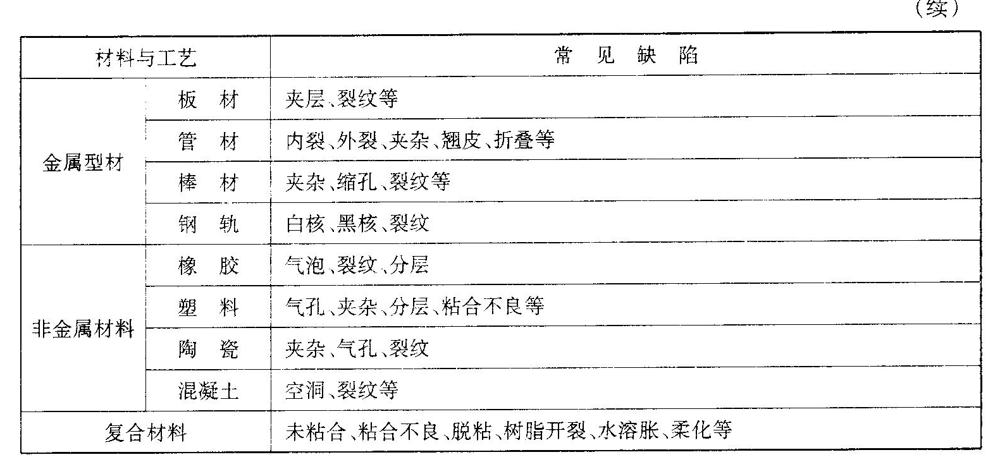 （续）
材料与工艺 常见缺陷
金属型材
板材 夹层、裂纹等
管材 内裂、外裂、夹杂、翘皮、折叠等
棒材 夹杂、缩孔、裂纹等
钢轨 白核、黑核、裂纹
非金属材料
橡胶 气泡、裂纹、分层
塑料 气孔、夹杂、分层、粘合不良等
陶瓷 夹杂、气孔、裂纹
混凝土 空洞、裂纹等
复合材料 未粘合、粘合不良、脱粘、树脂开裂、水溶胀、柔化等